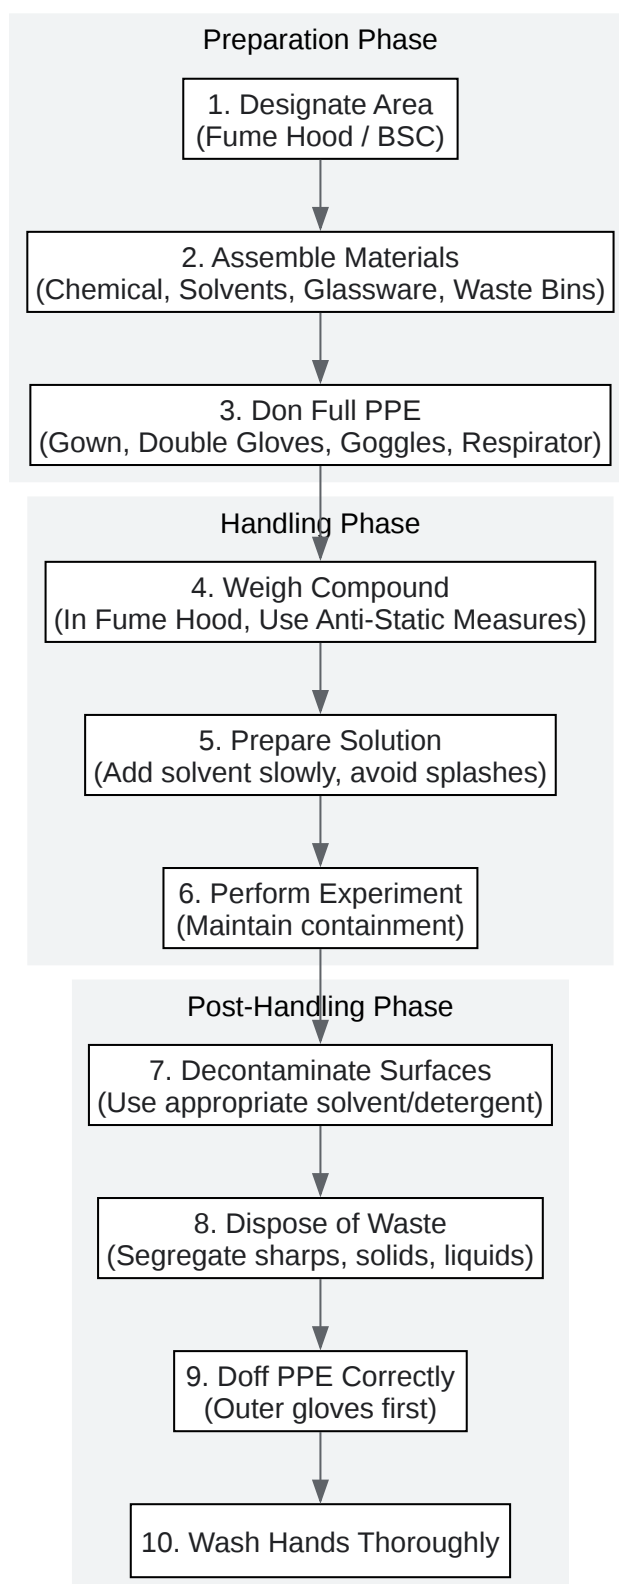 Preparation Phase
1. Designate Area
(Fume Hood / BSC)
2. Assemble Materials
(Chemical, Solvents, Glassware, Waste Bins)
3. Don Full PPE
(Gown, Double Gloves, Goggles, Respirator)
Handling Phase
4. Weigh Compound
(In Fume Hood, Use Anti-Static Measures)
5. Prepare Solution
(Add solvent slowly, avoid splashes)
6. Perform Experiment
(Maintain containment)
Post-Handling Phase
7. Decontaminate Surfaces
(Use appropriate solvent/detergent)
8. Dispose of Waste
(Segregate sharps, solids, liquids)
9. Doff PPE Correctly
(Outer gloves first)
10. Wash Hands Thoroughly